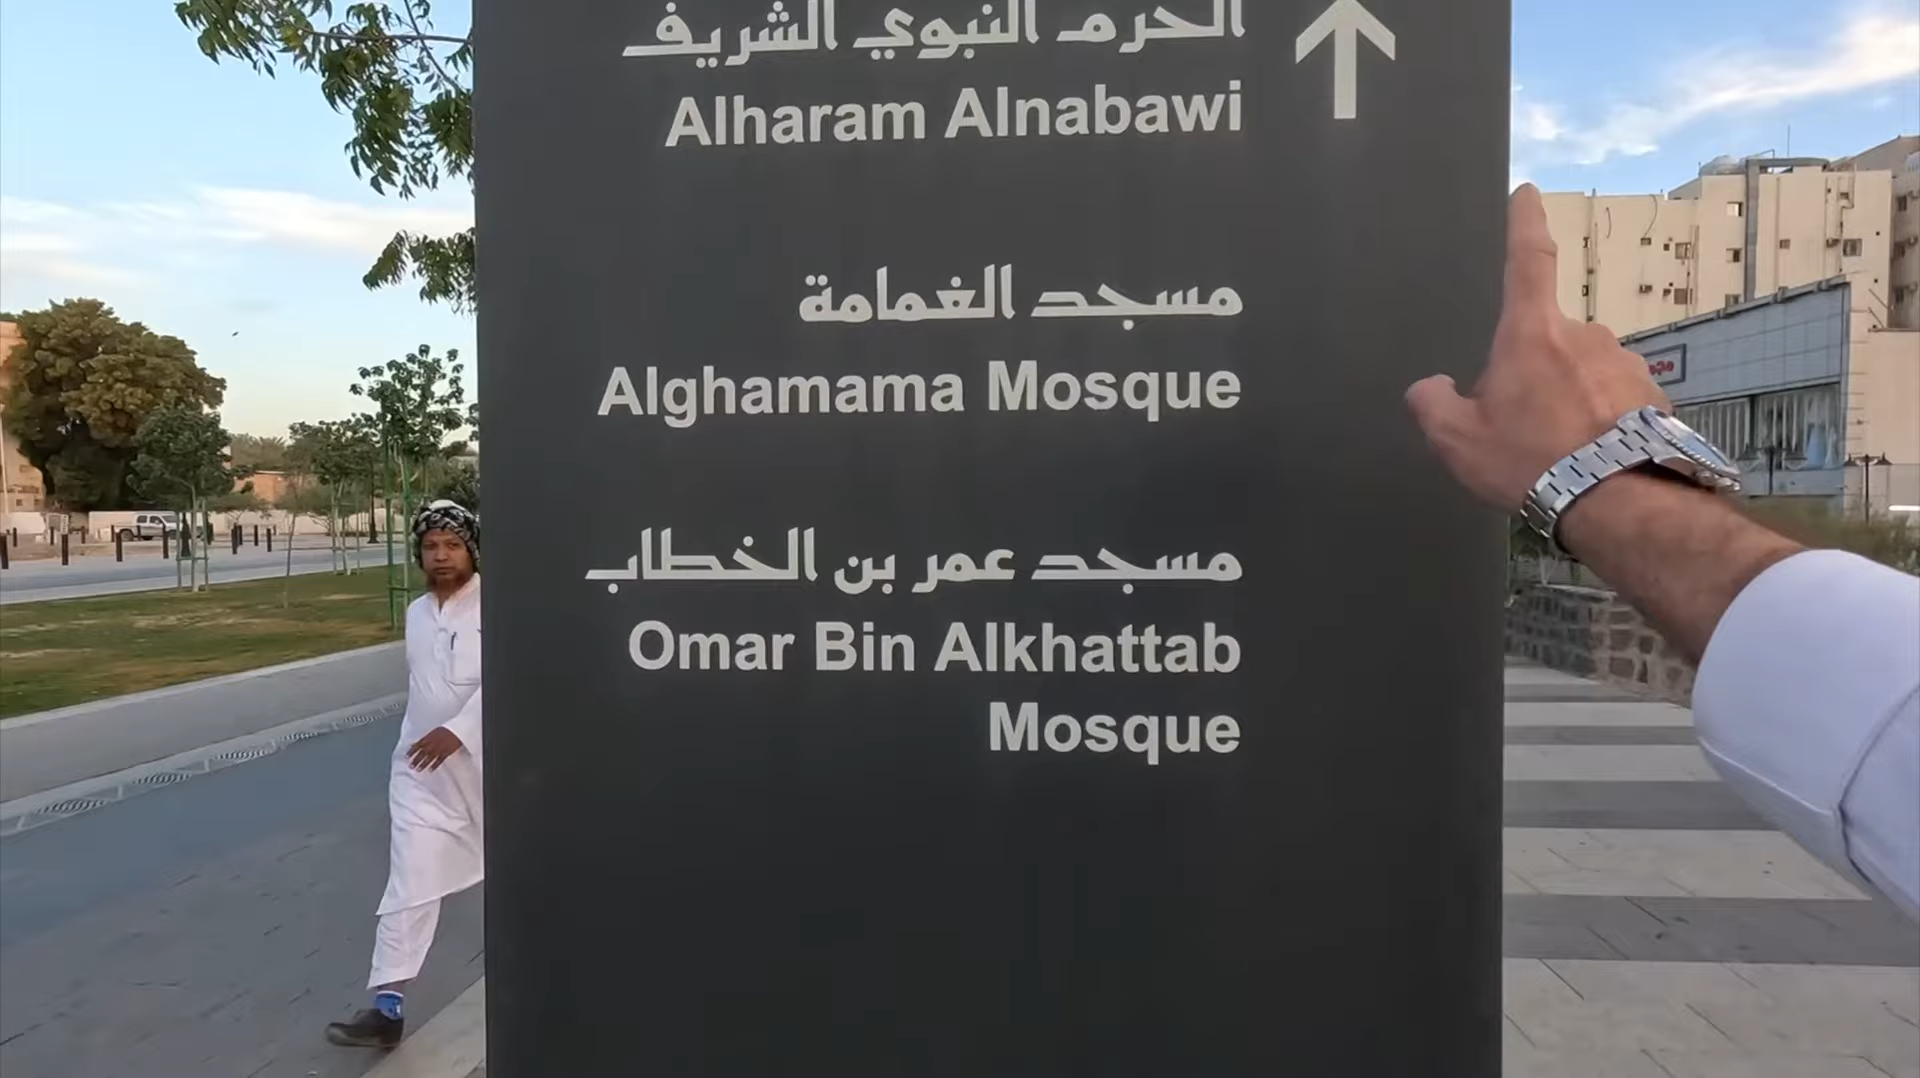 الحرم النبوي الشريف
Alharam Alnabawi
مسجد الغمامة
Alghamama Mosque
مسجد عمر بن الخطاب
Omar Bin Alkhattab
Mosque